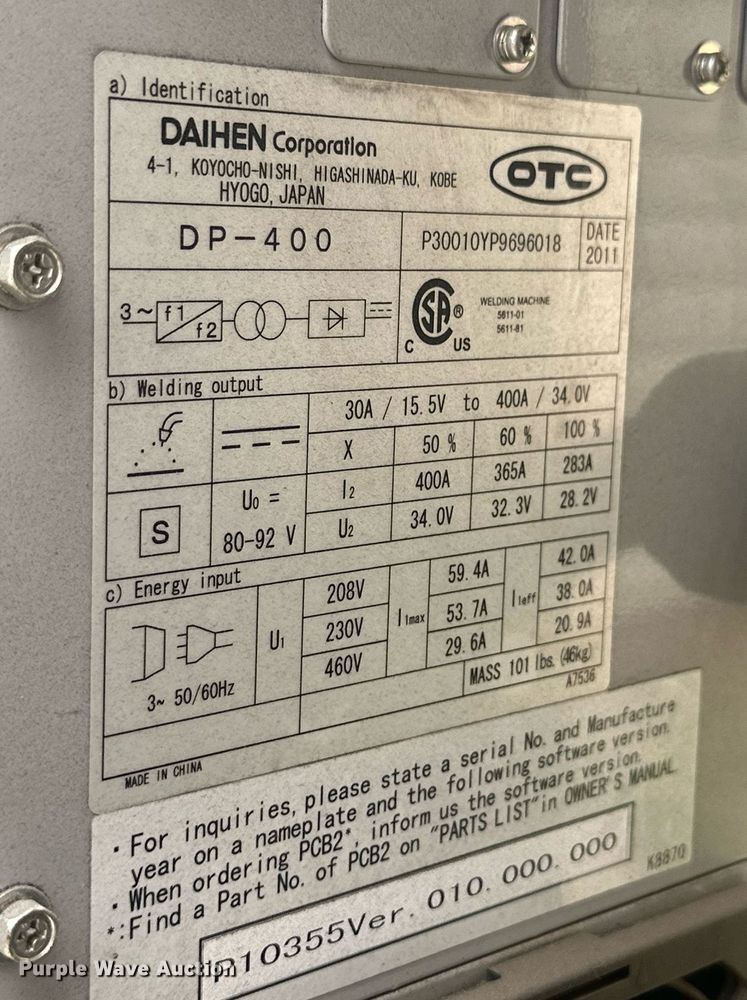 a) Identification
DAIHEN Corporation
4-1, KOYOCHO-NISHI, HIGASHINADA-KU, KOBE
HYOGO, JAPAN
OTC
DP-400
P30010YP9696018
DATE
2011
3~ f1 f2
CSA ®
C US
WELDING MACHINE
5611-01
5611-81
b) Welding output
30A / 15.5V to 400A / 34.0V
X 50 % 60 % 100 %
I2 400A 365A 283A
U2 34.0V 32.3V 28.2V
S
U0 =
80-92 V
c) Energy input
3~ 50/60Hz
U1
208V
230V
460V
I1max
59.4A
53.7A
29.6A
I1eff
42.0A
38.0A
20.9A
MASS 101 lbs. (46kg)
A7536
MADE IN CHINA
・For inquiries, please state a serial No. and Manufacture
year on a nameplate and the following software version.
・When ordering PCB2*, inform us the software version.
*:Find a Part No. of PCB2 on "PARTS LIST" in OWNER'S MANUAL
K8870
P10355Ver. 010. 000. 000
Purple Wave Auction